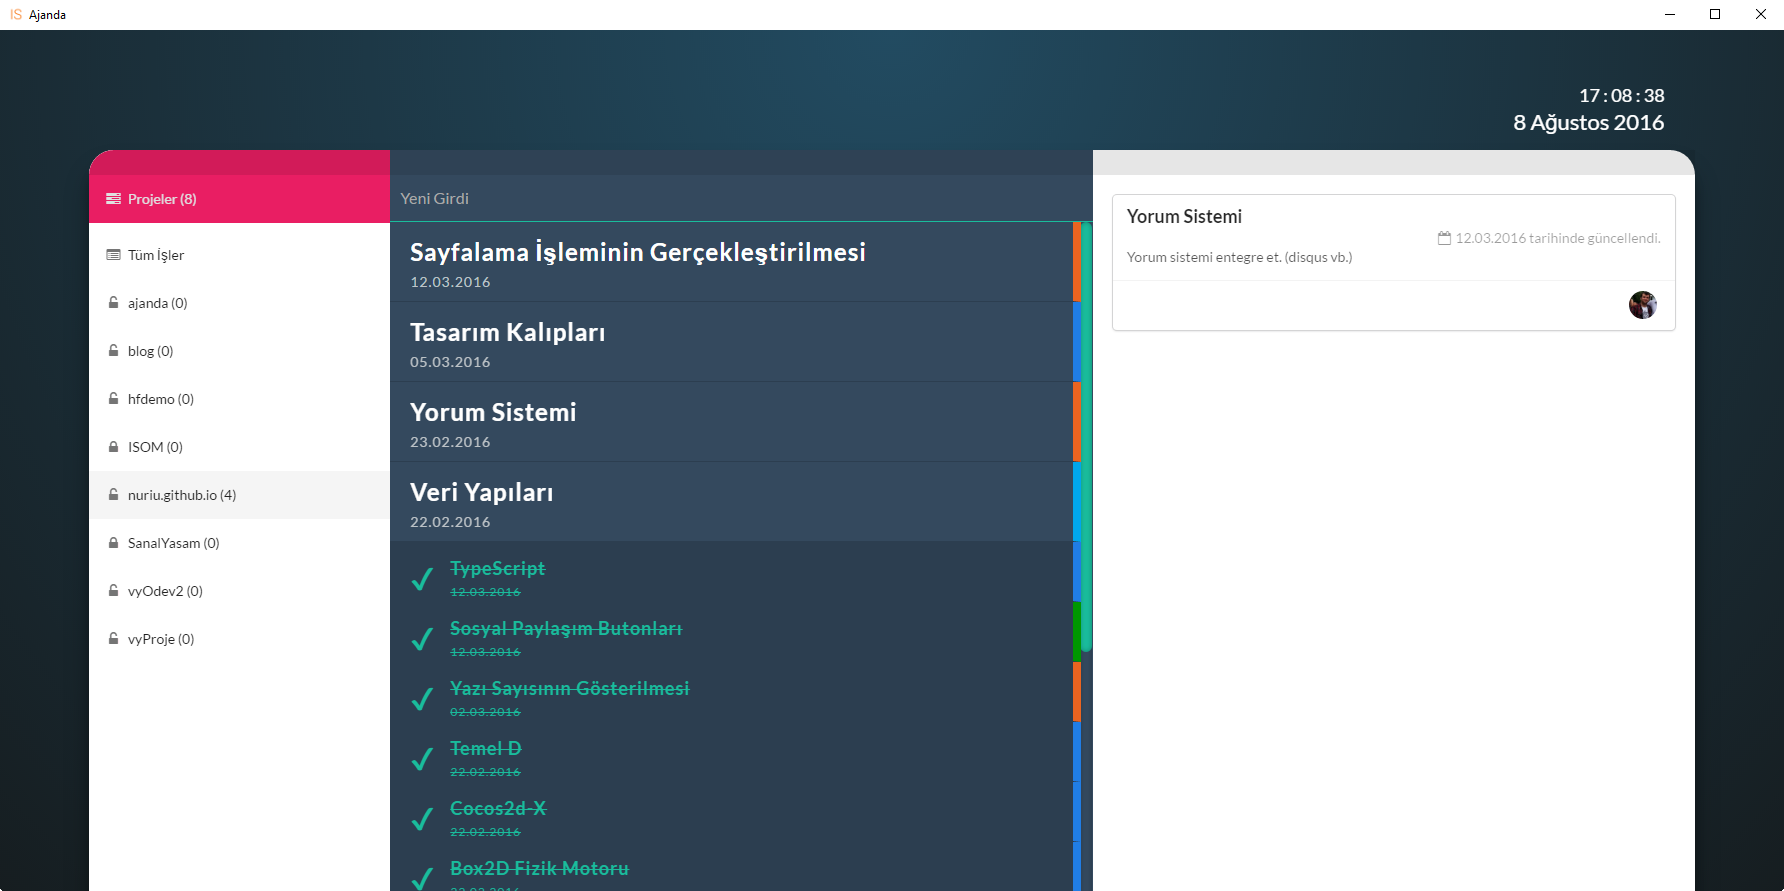 IS Ajanda
17 : 08 : 38
8 Ağustos 2016
Projeler (8)
Tüm İşler
ajanda (0)
blog (0)
hfdemo (0)
ISOM (0)
nuriu.github.io (4)
SanalYasam (0)
vyOdev2 (0)
vyProje (0)
Yeni Girdi
Sayfalama İşleminin Gerçekleştirilmesi
12.03.2016
Tasarım Kalıpları
05.03.2016
Yorum Sistemi
23.02.2016
Veri Yapıları
22.02.2016
TypeScript
12.03.2016
Sosyal Paylaşım Butonları
12.03.2016
Yazı Sayısının Gösterilmesi
02.03.2016
Temel D
22.02.2016
Cocos2d-X
22.02.2016
Box2D Fizik Motoru
Yorum Sistemi
12.03.2016 tarihinde güncellendi.
Yorum sistemi entegre et. (disqus vb.)